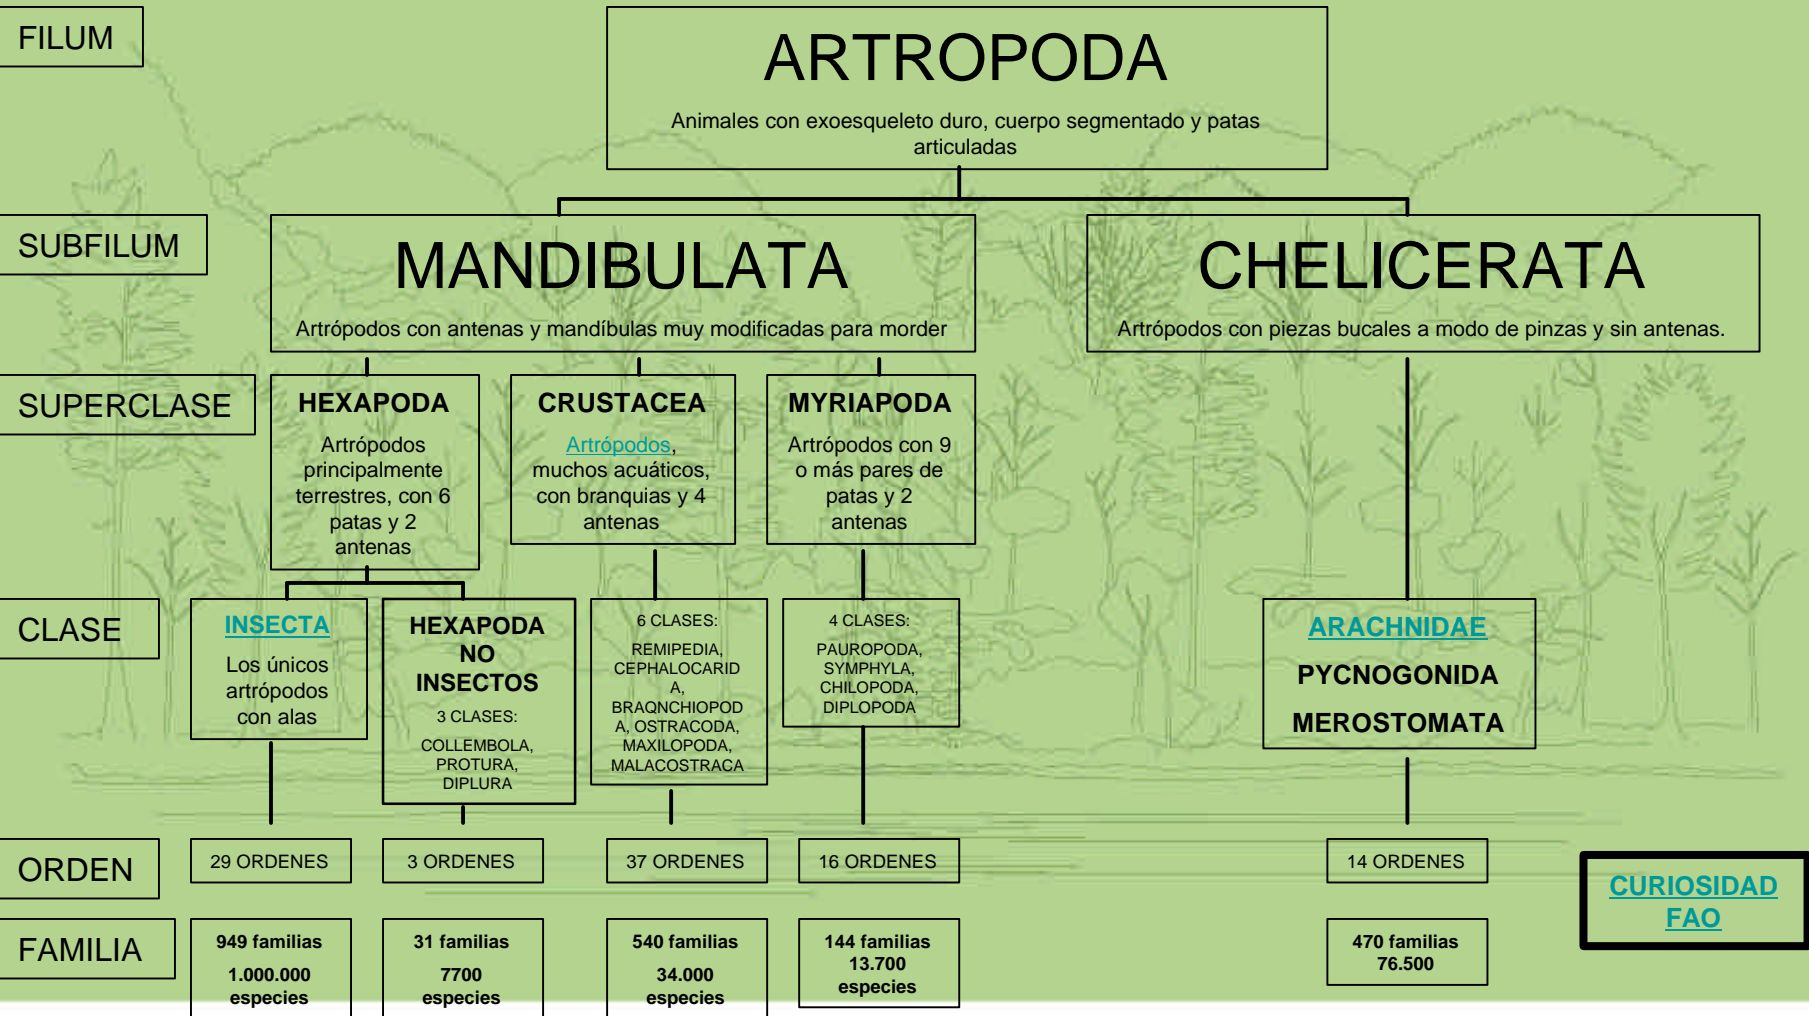 FILUM
ARTROPODA
Animales con exoesqueleto duro, cuerpo segmentado y patas
articuladas
SUBFILUM
MANDIBULATA
Artrópodos con antenas y mandíbulas muy modificadas para morder
CHELICERATA
Artrópodos con piezas bucales a modo de pinzas y sin antenas.
SUPERCLASE
HEXAPODA
Artrópodos
principalmente
terrestres, con 6
patas y 2
antenas
CRUSTACEA
Artrópodos,
muchos acuáticos,
con branquias y 4
antenas
MYRIAPODA
Artrópodos con 9
o más pares de
patas y 2
antenas
CLASE
INSECTA
Los únicos
artrópodos
con alas
HEXAPODA
NO
INSECTOS
3 CLASES:
COLLEMBOLA,
PROTURA,
DIPLURA
6 CLASES:
REMIPEDIA,
CEPHALOCARID
A,
BRAQNCHIOPOD
A, OSTRACODA,
MAXILOPODA,
MALACOSTRACA
4 CLASES:
PAUROPODA,
SYMPHYLA,
CHILOPODA,
DIPLOPODA
ARACHNIDAE
PYCNOGONIDA
MEROSTOMATA
ORDEN
29 ORDENES
3 ORDENES
37 ORDENES
16 ORDENES
14 ORDENES
CURIOSIDAD
FAO
FAMILIA
949 familias
1.000.000
especies
31 familias
7700
especies
540 familias
34.000
especies
144 familias
13.700
especies
470 familias
76.500